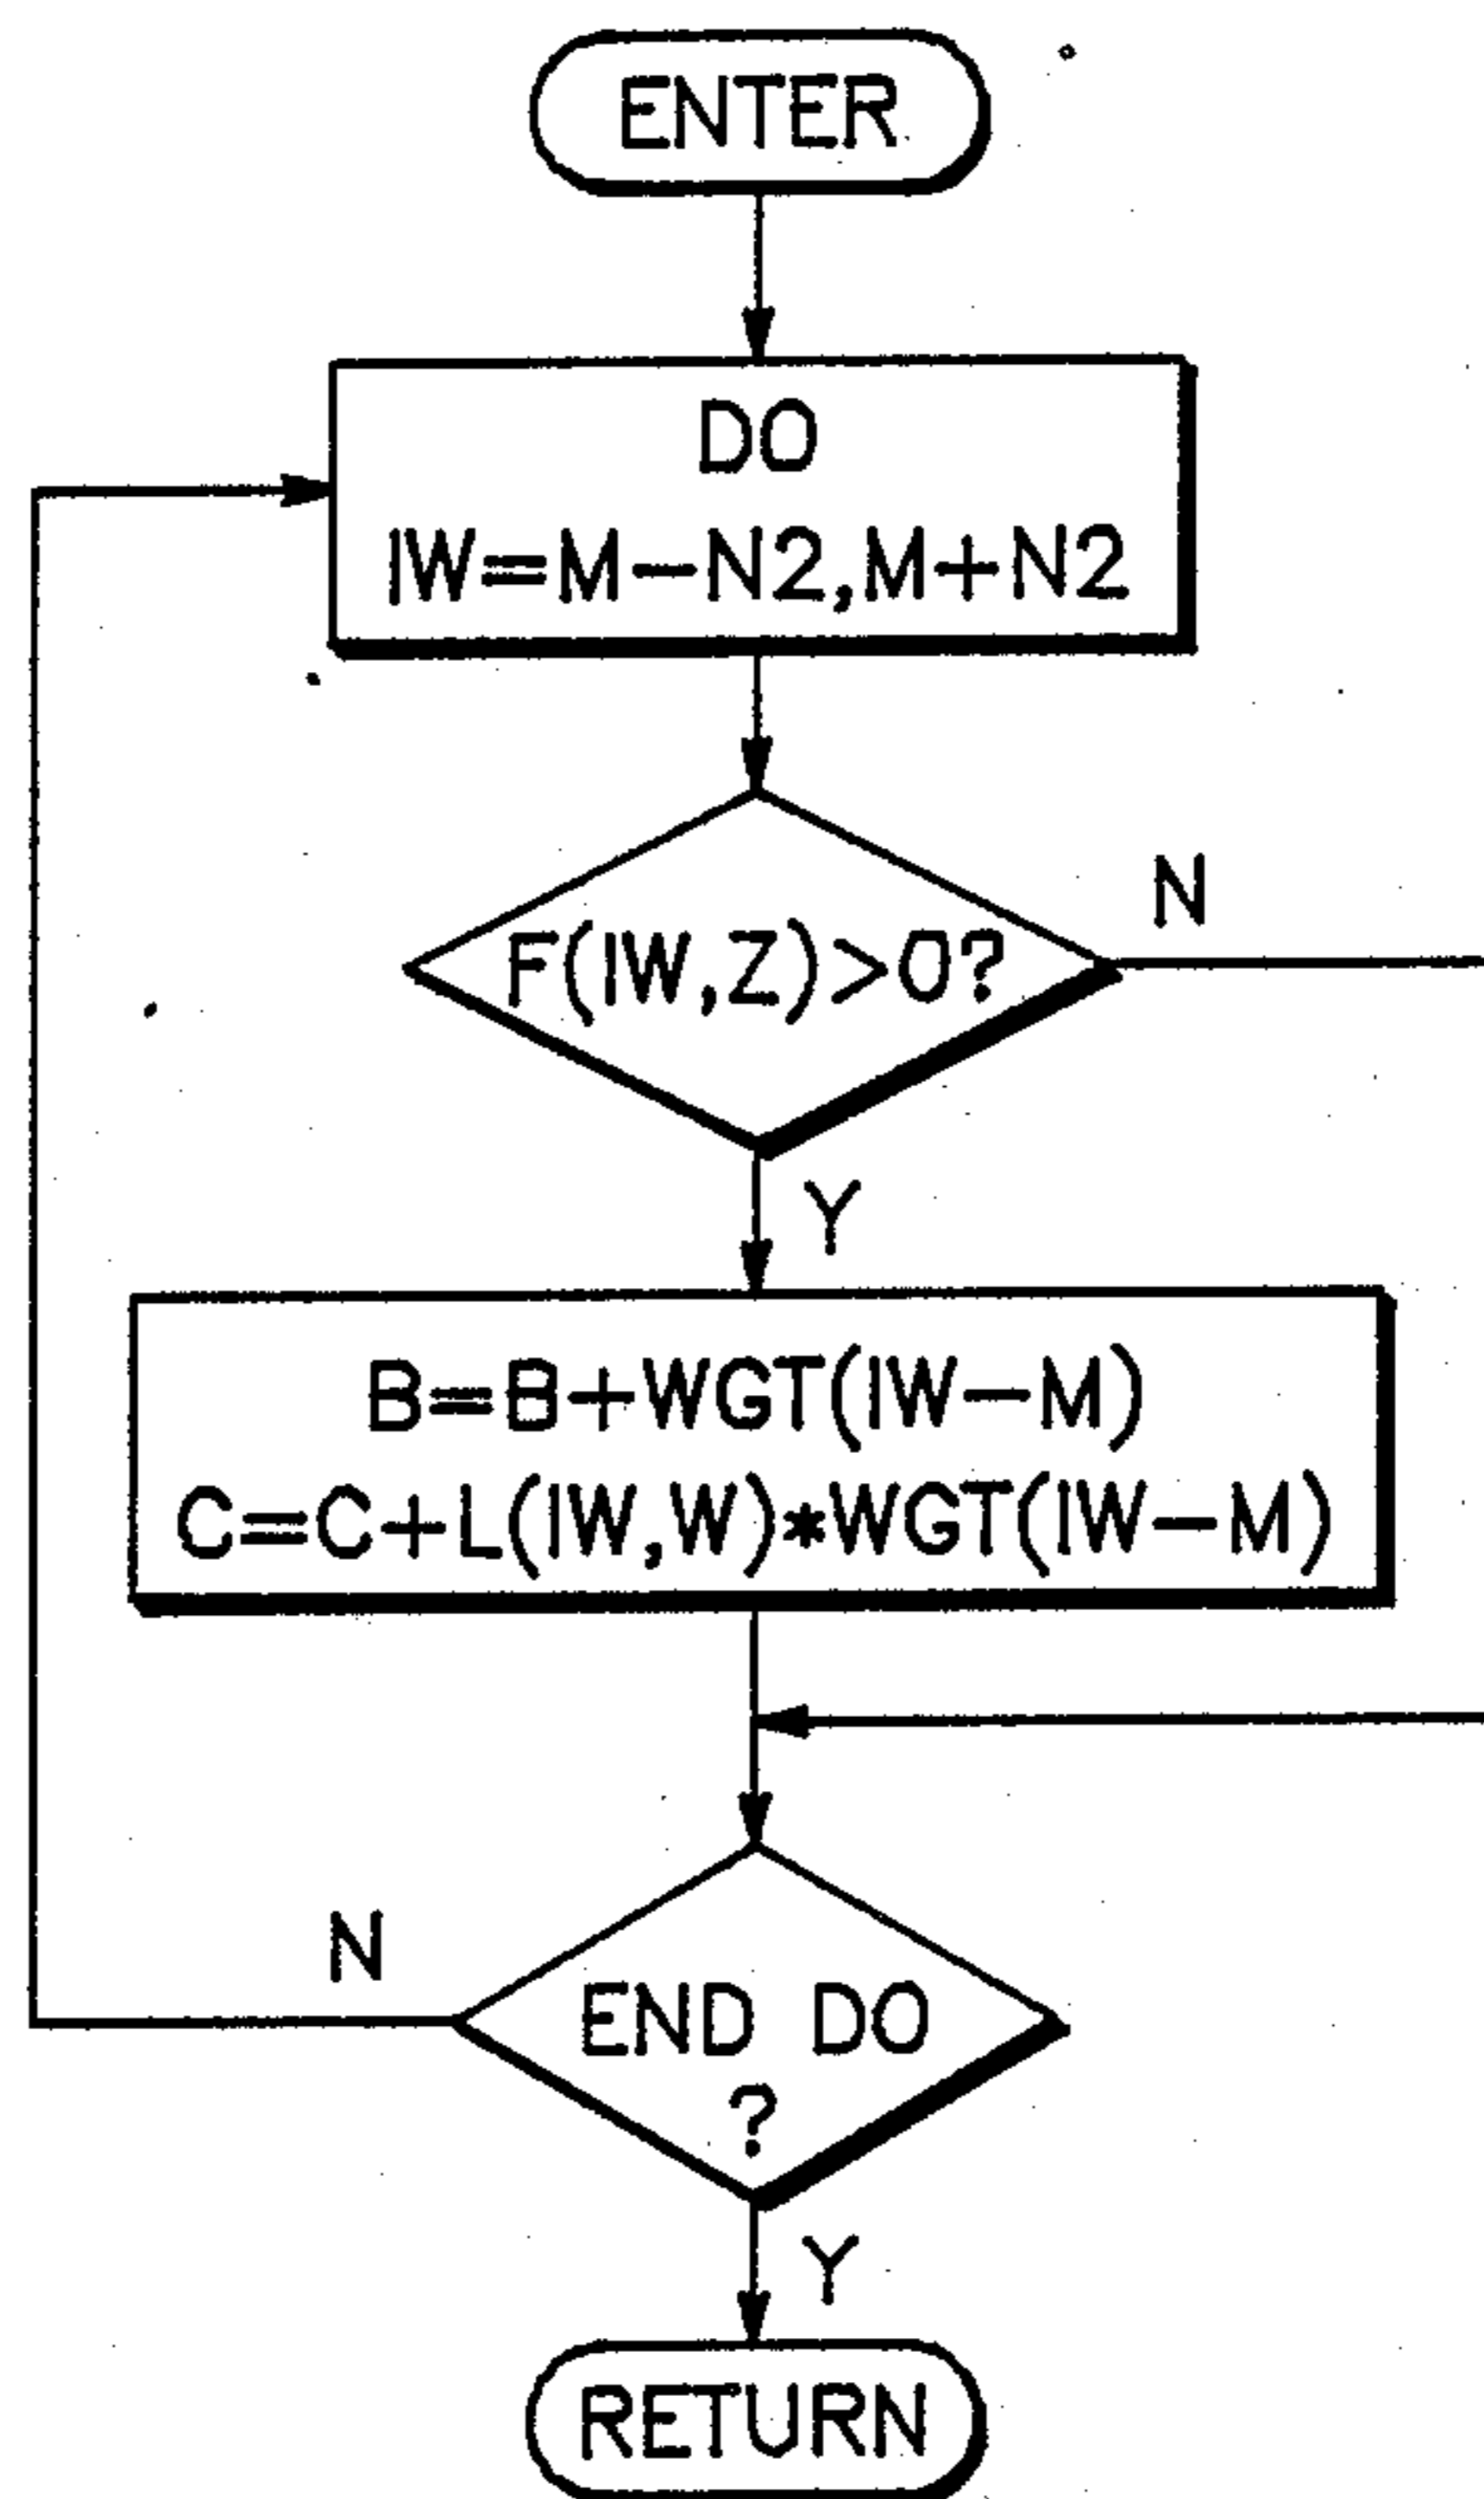 ENTER
DO
IW=M-N2,M+N2
N
F(IW,Z)>0?
Y
B=B+WGT(IW-M)
C=C+L(IW,W)*WGT(IW-M)
N
END DO
?
Y
RETURN